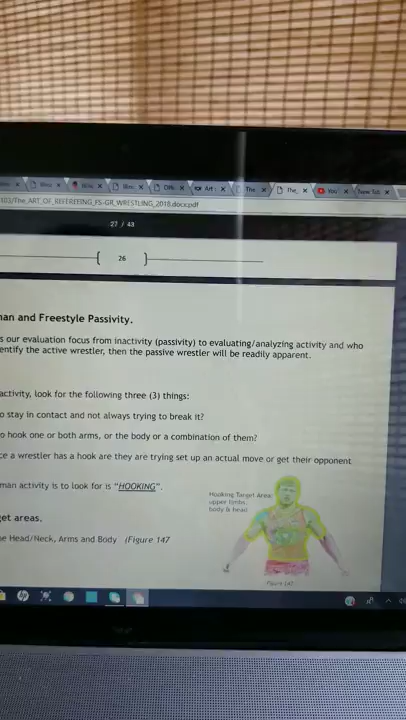 103/The_ART_OF_REFEREEING_FS-GR_WRESTLING_2018.docx.pdf
27 / 43
26
man and Freestyle Passivity.
s our evaluation focus from inactivity (passivity) to evaluating/analyzing activity and who
entify the active wrestler, then the passive wrestler will be readily apparent.
activity, look for the following three (3) things:
o stay in contact and not always trying to break it?
o hook one or both arms, or the body or a combination of them?
ce a wrestler has a hook are they are trying set up an actual move or get their opponent
man activity is to look for is "HOOKING".
Hooking Target Area:
upper limbs,
body & head
get areas.
he Head/Neck, Arms and Body (Figure 147
Figure 147